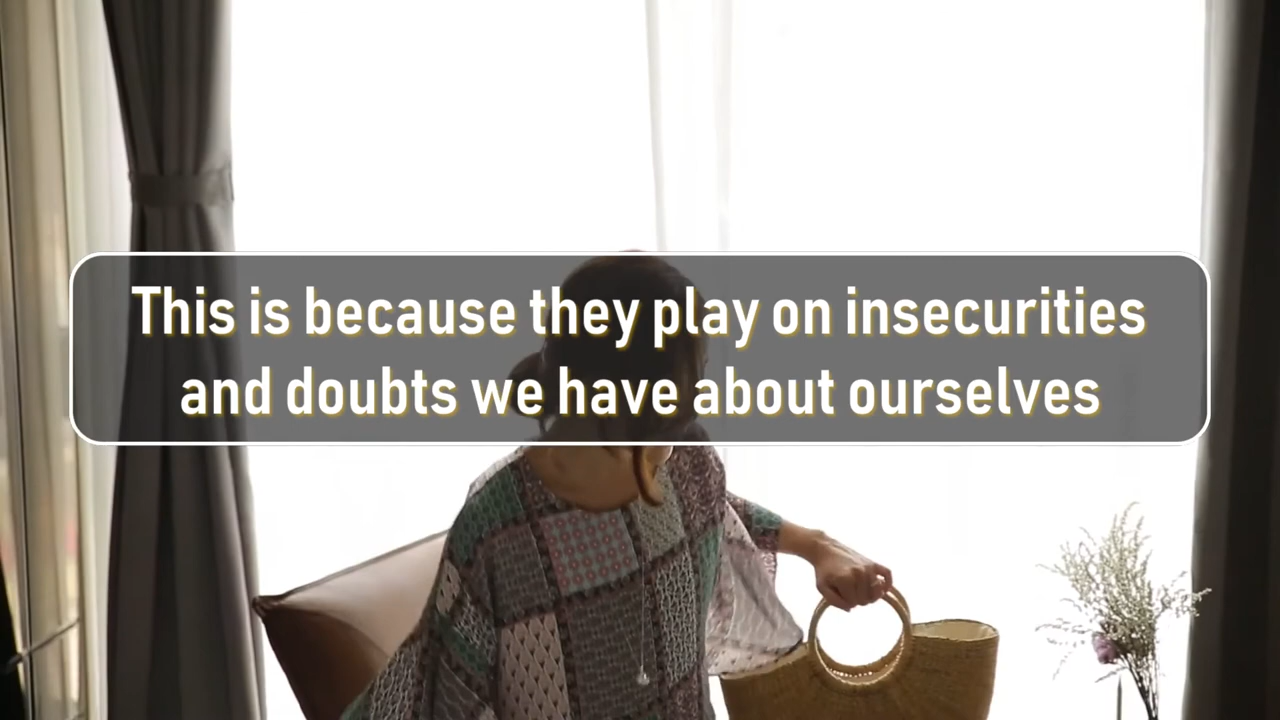 This is because they play on insecurities
and doubts we have about ourselves